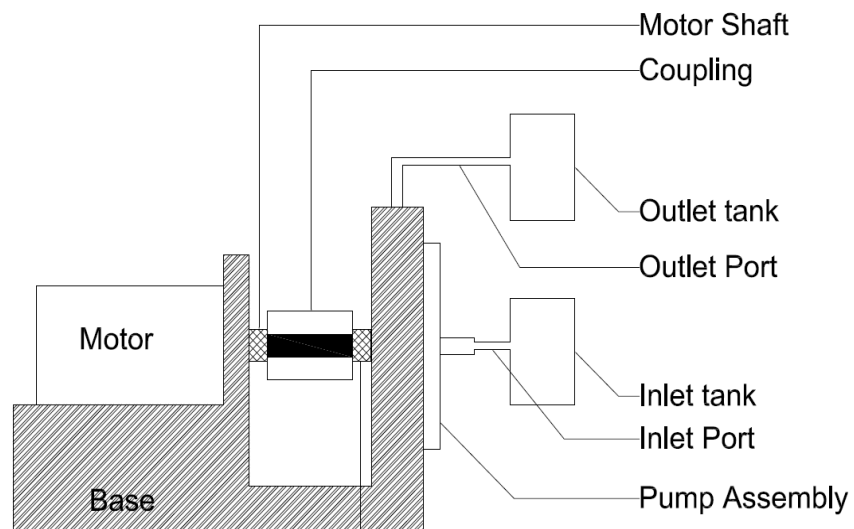 Motor Shaft
Coupling
Outlet tank
Outlet Port
Motor
Inlet tank
Inlet Port
Base
Pump Assembly